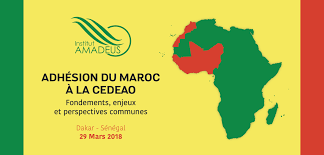 Institut
AMADEUS
ADHÉSION DU MAROC
À LA CEDEAO
Fondements, enjeux
et perspectives communes
Dakar - Sénégal
29 Mars 2018